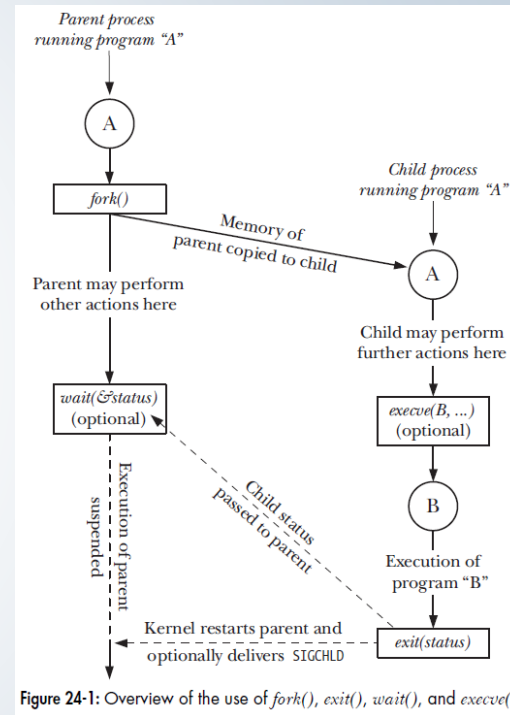 Parent process
running program “A”
A
fork()
Child process
running program “A”
Memory of
parent copied to child
A
Parent may perform
other actions here
Child may perform
further actions here
wait(&status)
(optional)
execve(B, ...)
(optional)
Execution of parent
suspended
Child status
passed to parent
B
Execution of
program “B”
Kernel restarts parent and
optionally delivers SIGCHLD
exit(status)
Figure 24-1: Overview of the use of fork(), exit(), wait(), and execve(